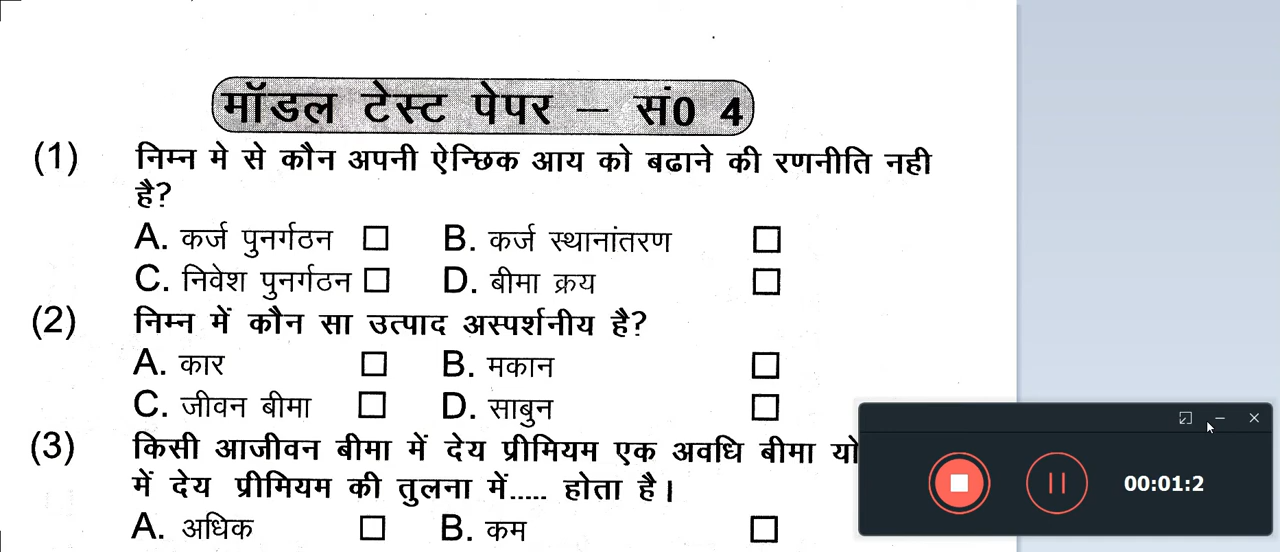 मॉडल टेस्ट पेपर – सं0 4
(1) निम्न मे से कौन अपनी ऐन्छिक आय को बढाने की रणनीति नही
है?
A. कर्ज पुनर्गठन B. कर्ज स्थानांतरण
C. निवेश पुनर्गठन D. बीमा क्रय
(2) निम्न में कौन सा उत्पाद अस्पर्शनीय है?
A. कार B. मकान
C. जीवन बीमा D. साबुन
(3) किसी आजीवन बीमा में देय प्रीमियम एक अवधि बीमा यो
में देय प्रीमियम की तुलना में..... होता है।
A. अधिक B. कम
00:01:2